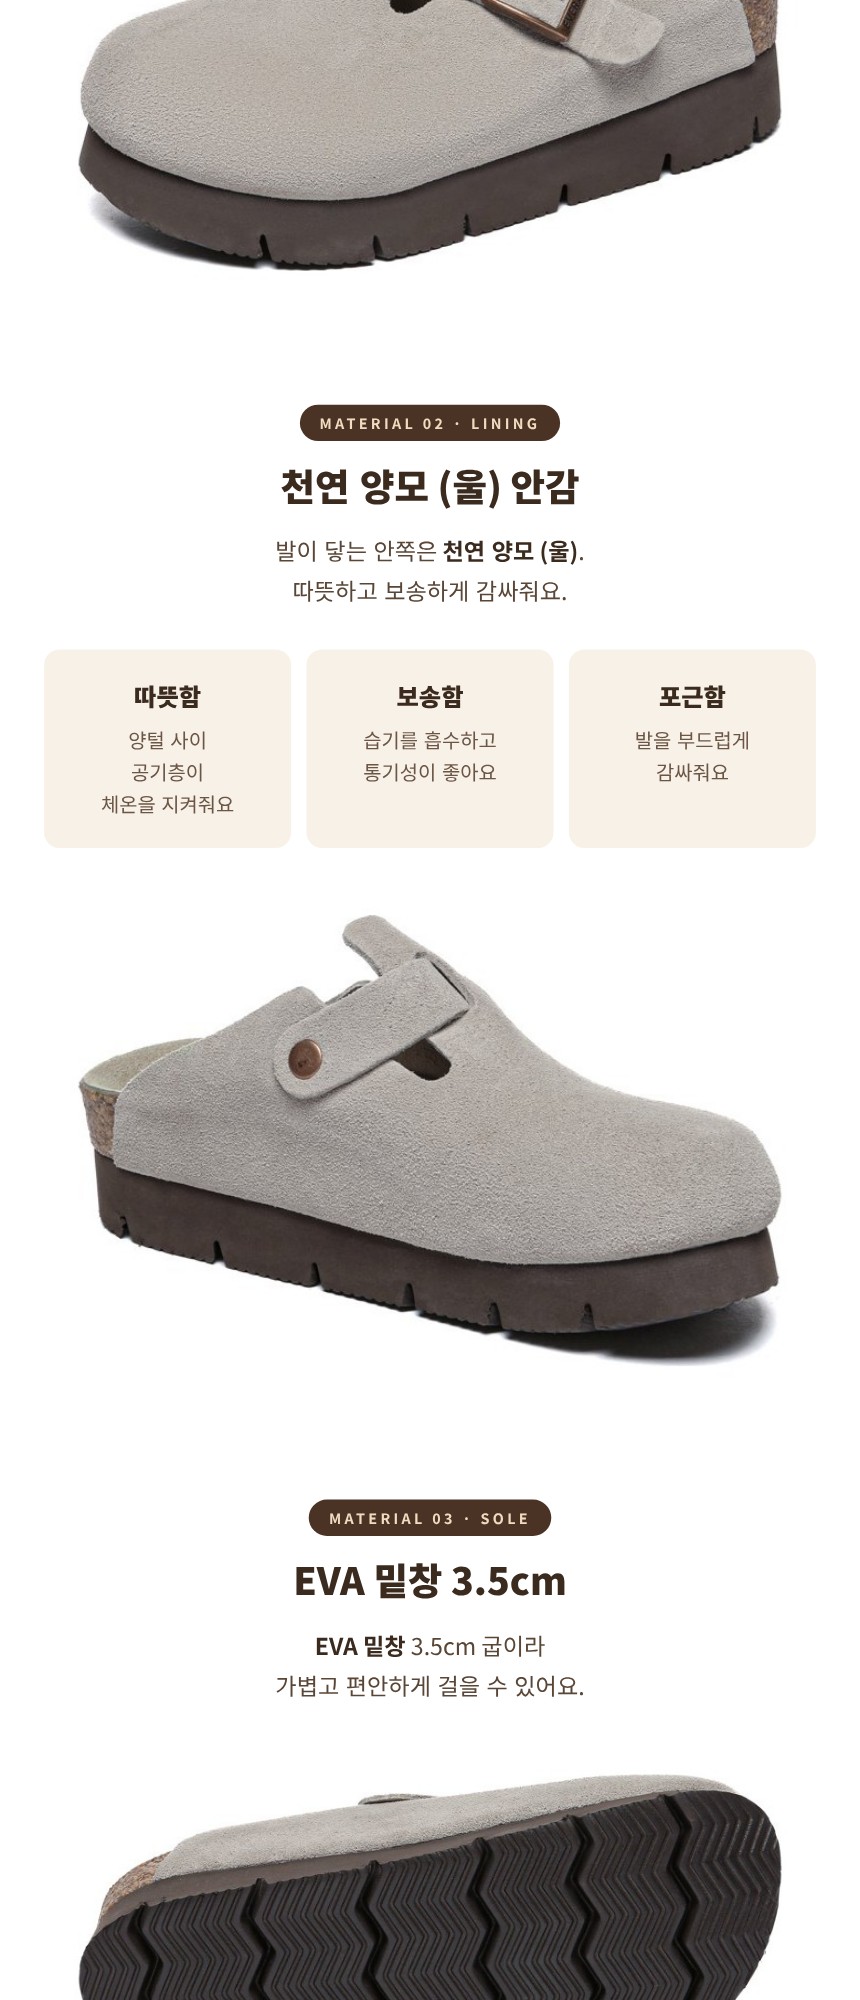 MATERIAL 02 · LINING
천연 양모 (울) 안감
발이 닿는 안쪽은 천연 양모 (울).
따뜻하고 보송하게 감싸줘요.
따뜻함
양털 사이
공기층이
체온을 지켜줘요
보송함
습기를 흡수하고
통기성이 좋아요
포근함
발을 부드럽게
감싸줘요
MATERIAL 03 · SOLE
EVA 밑창 3.5cm
EVA 밑창 3.5cm 굽이라
가볍고 편안하게 걸을 수 있어요.